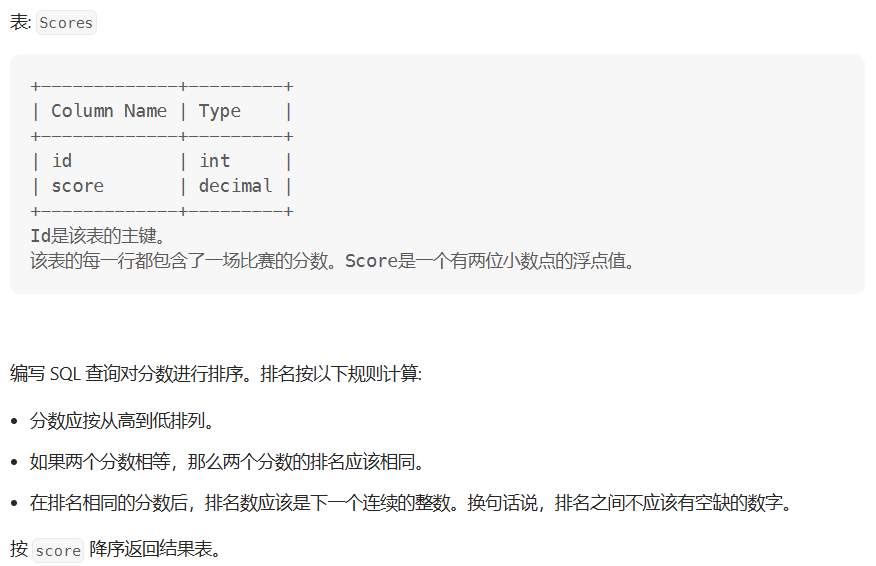 表: Scores
+-------------+---------+
| Column Name | Type    |
+-------------+---------+
| id          | int     |
| score       | decimal |
+-------------+---------+
Id是该表的主键。
该表的每一行都包含了一场比赛的分数。Score是一个有两位小数点的浮点值。
编写 SQL 查询对分数进行排序。排名按以下规则计算:
• 分数应按从高到低排列。
• 如果两个分数相等，那么两个分数的排名应该相同。
• 在排名相同的分数后，排名数应该是下一个连续的整数。换句话说，排名之间不应该有空缺的数字。
按 score 降序返回结果表。